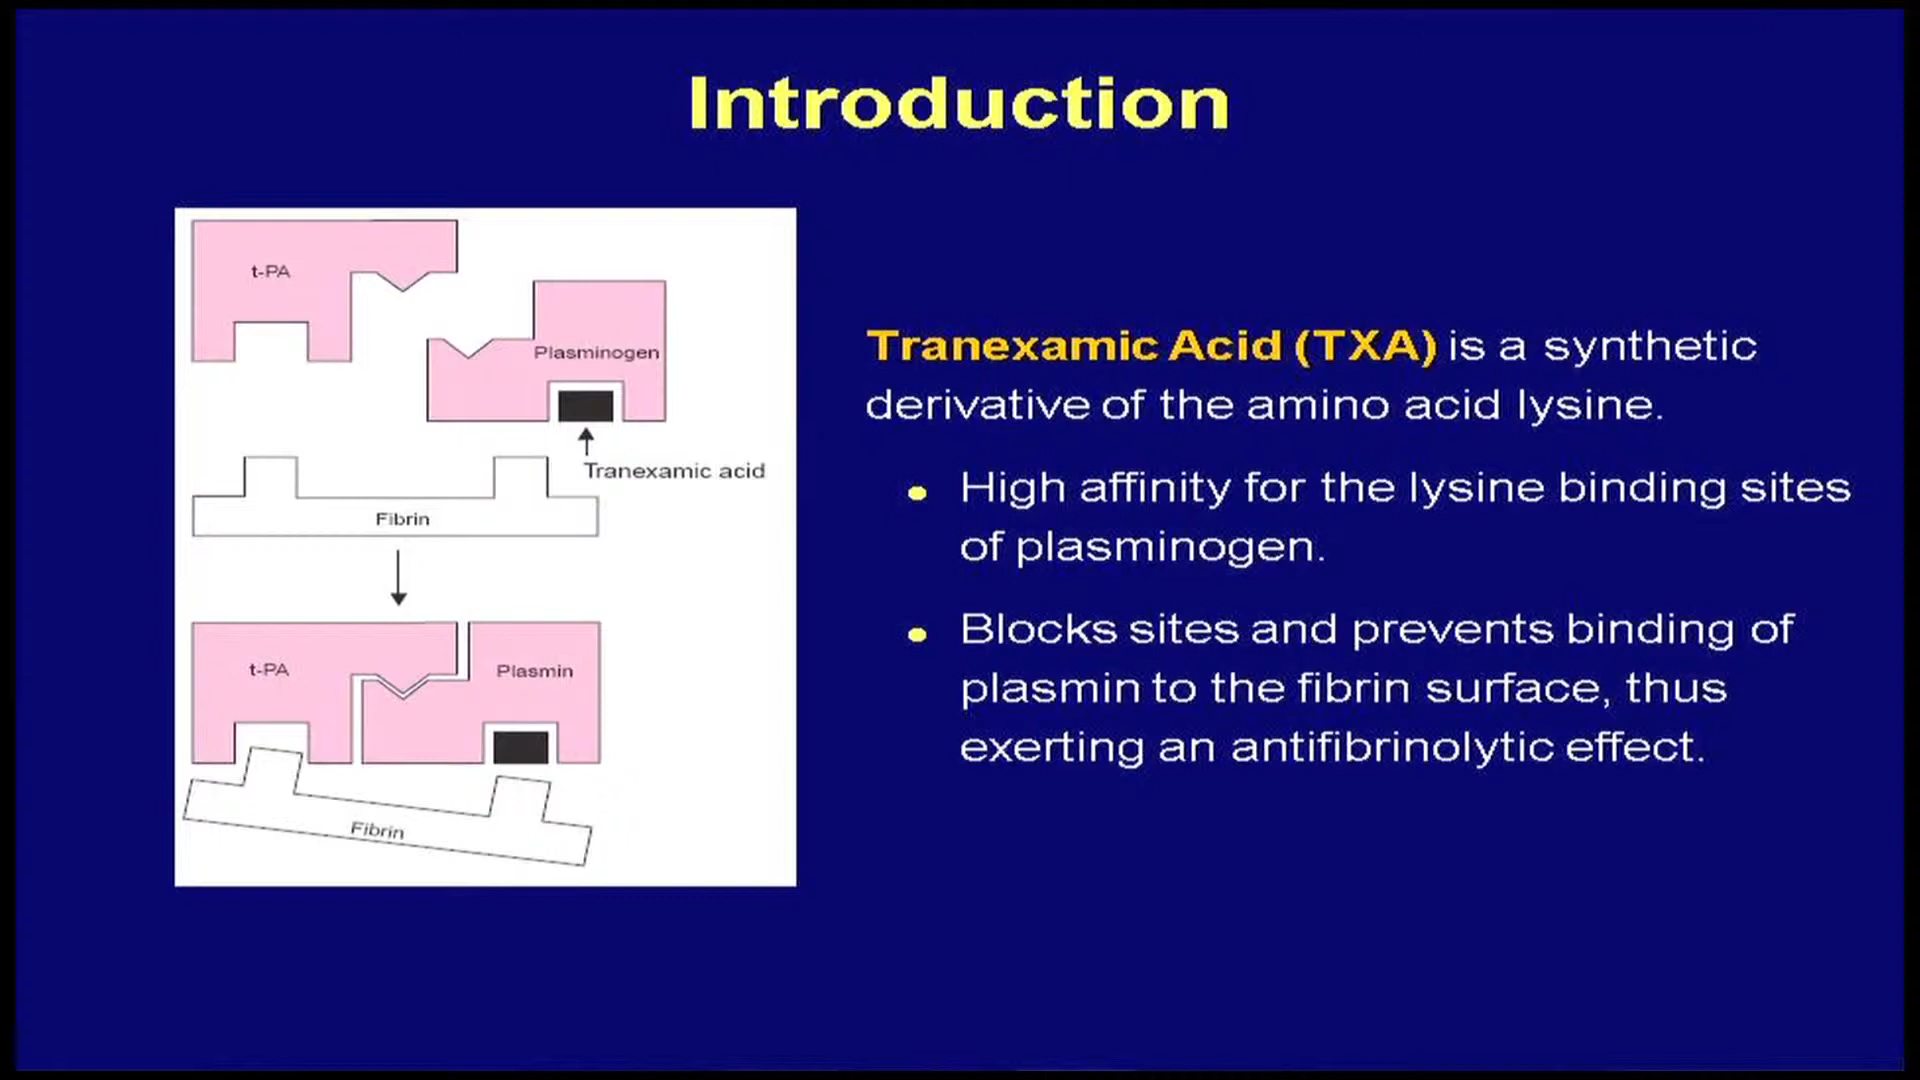 Introduction
t-PA
Plasminogen
Tranexamic acid
Fibrin
t-PA
Plasmin
Fibrin
Tranexamic Acid (TXA) is a synthetic
derivative of the amino acid lysine.
High affinity for the lysine binding sites
of plasminogen.
Blocks sites and prevents binding of
plasmin to the fibrin surface, thus
exerting an antifibrinolytic effect.